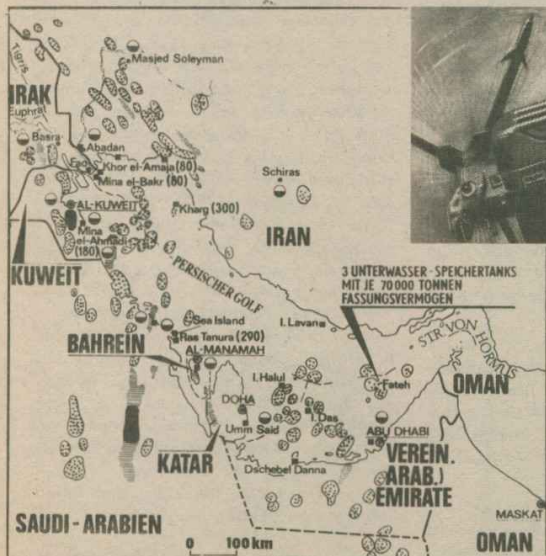 Tigris
Masjed Soleyman
IRAK
Euphrat
Basra
Abadan
Fao
Khor el-Amaja (80)
Mina el-Bakr (80)
Schiras
AL-KUWEIT
Kharg (300)
Mina
el-Ahmadi
(180)
IRAN
KUWEIT
PERSISCHER GOLF
3 UNTERWASSER-SPEICHERTANKS
MIT JE 70000 TONNEN
FASSUNGSVERMÖGEN
Sea Island
I. Lavan
STR. VON HORMUS
Ras Tanura (290)
BAHREIN
AL-MANAMAH
I. Halul
Fateh
OMAN
DOHA
I. Das
Umm Said
ABU DHABI
KATAR
Dschebel Danna
VEREIN.
ARAB.
EMIRATE
MASKAT
SAUDI-ARABIEN
OMAN
0 100km